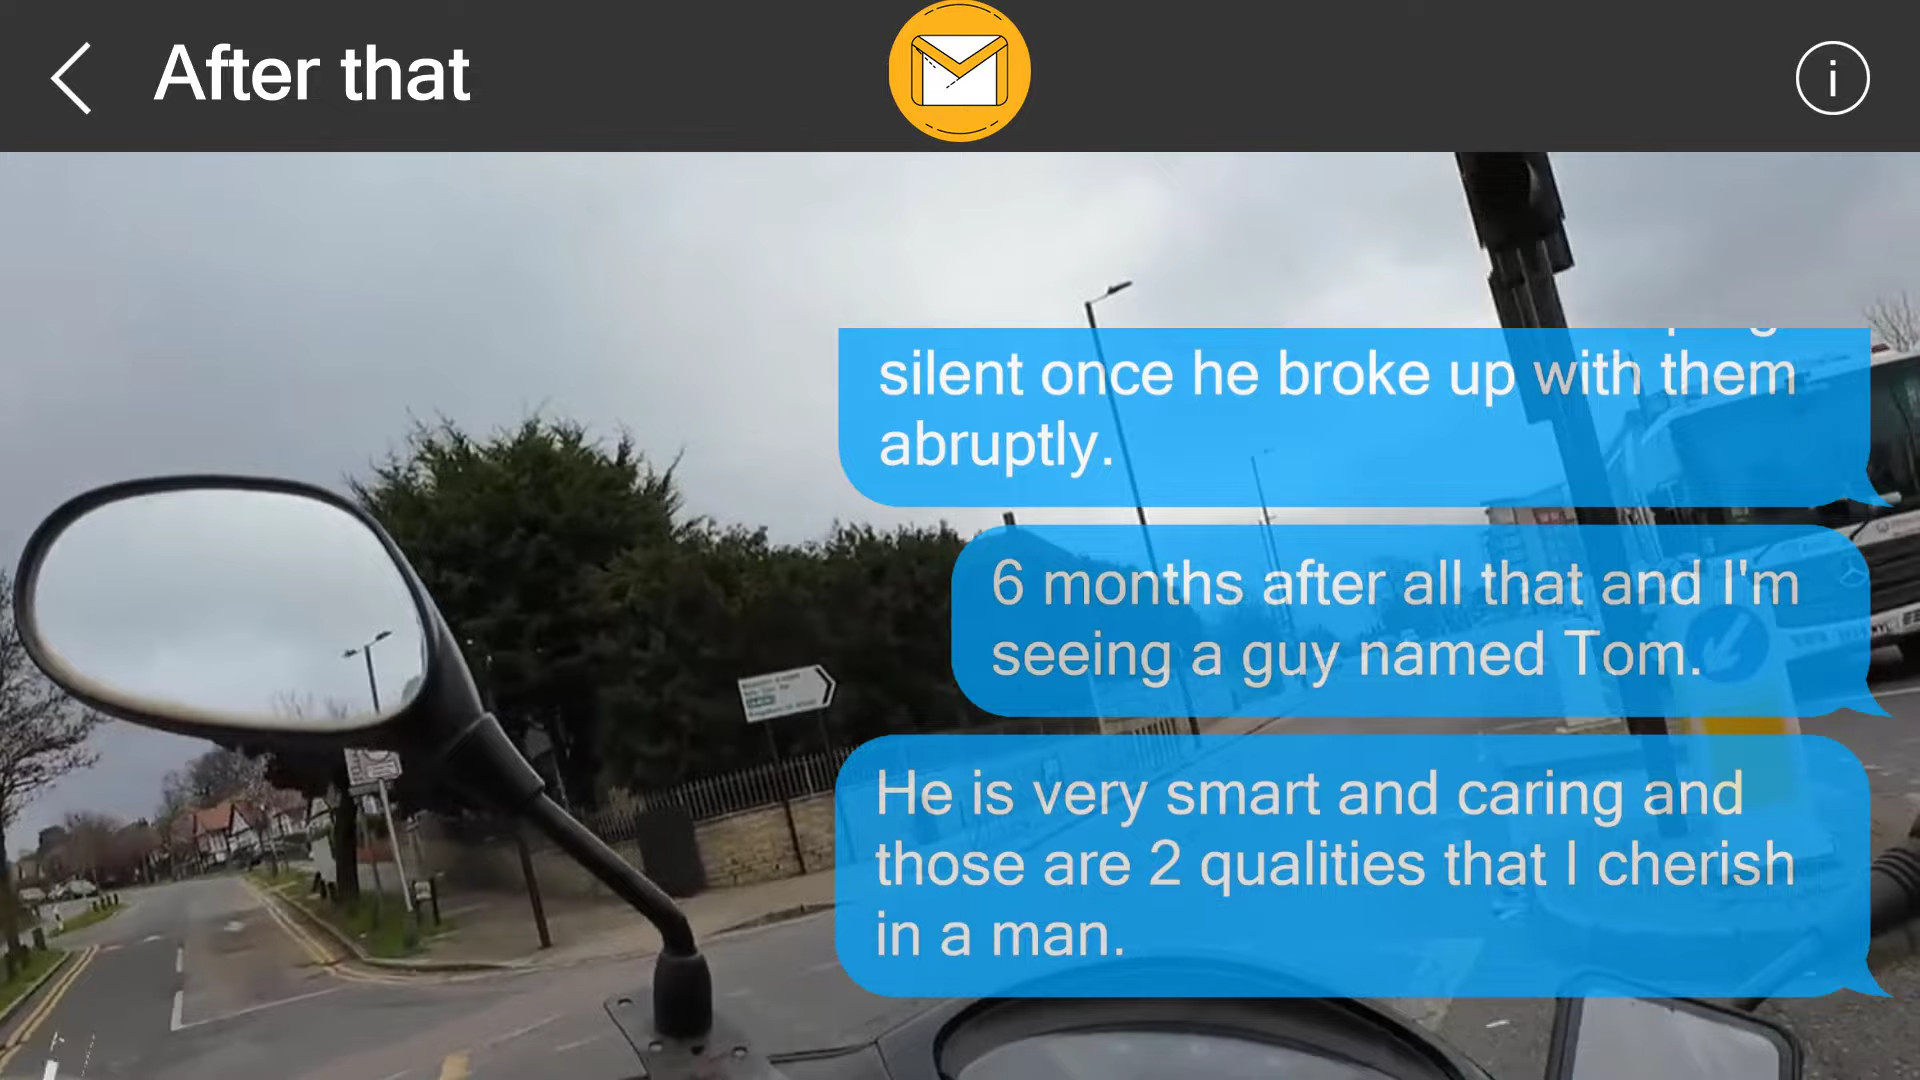 After that
silent once he broke up with them
abruptly.
6 months after all that and I'm
seeing a guy named Tom.
He is very smart and caring and
those are 2 qualities that I cherish
in a man.